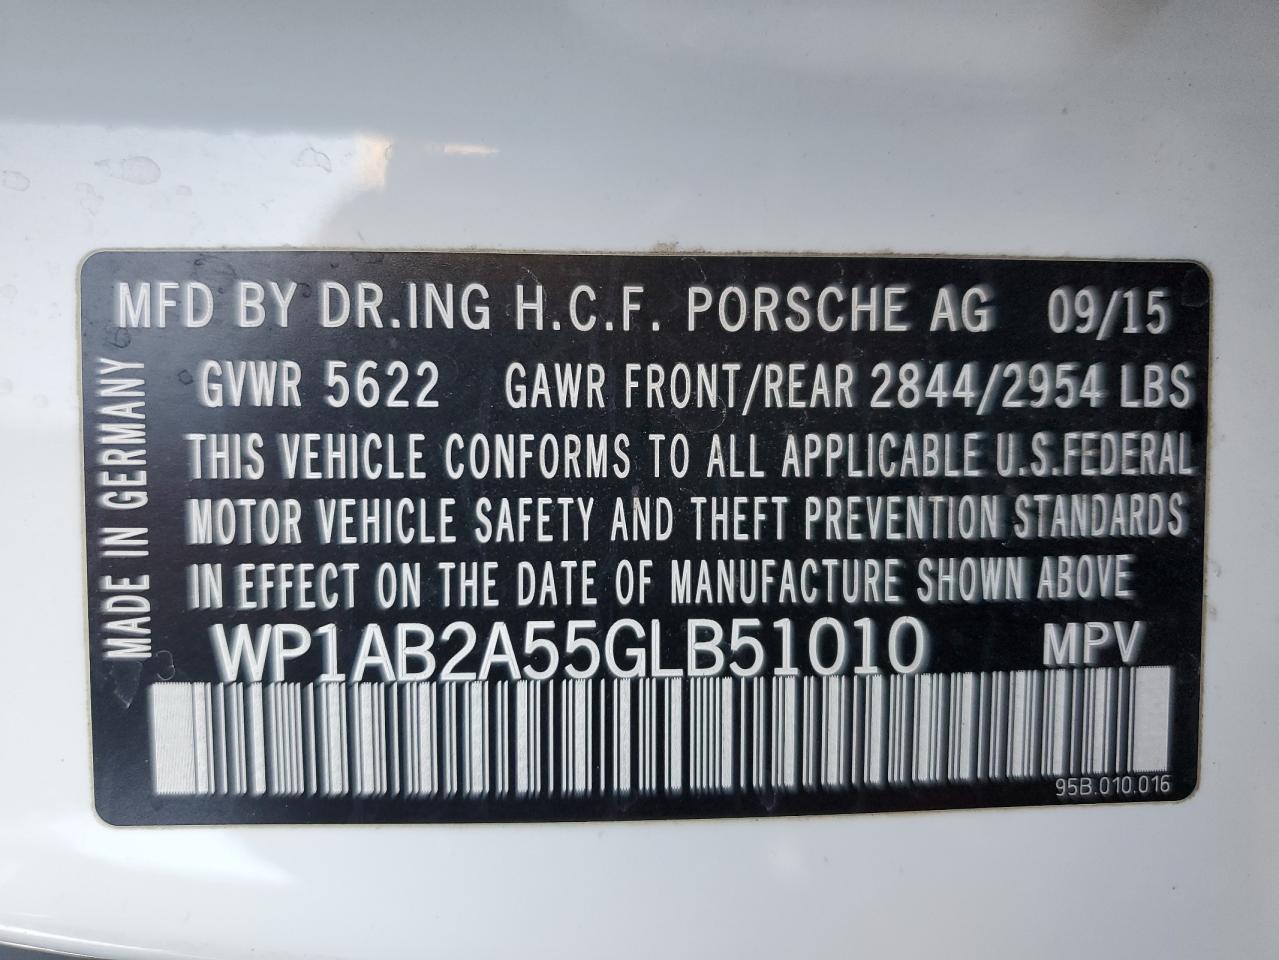 MFD BY DR.ING H.C.F. PORSCHE AG 09/15
GVWR 5622 GAWR FRONT/REAR 2844/2954 LBS
THIS VEHICLE CONFORMS TO ALL APPLICABLE U.S.FEDERAL
MOTOR VEHICLE SAFETY AND THEFT PREVENTION STANDARDS
IN EFFECT ON THE DATE OF MANUFACTURE SHOWN ABOVE
WP1AB2A55GLB51010 MPV
95B.010.016
MADE IN GERMANY